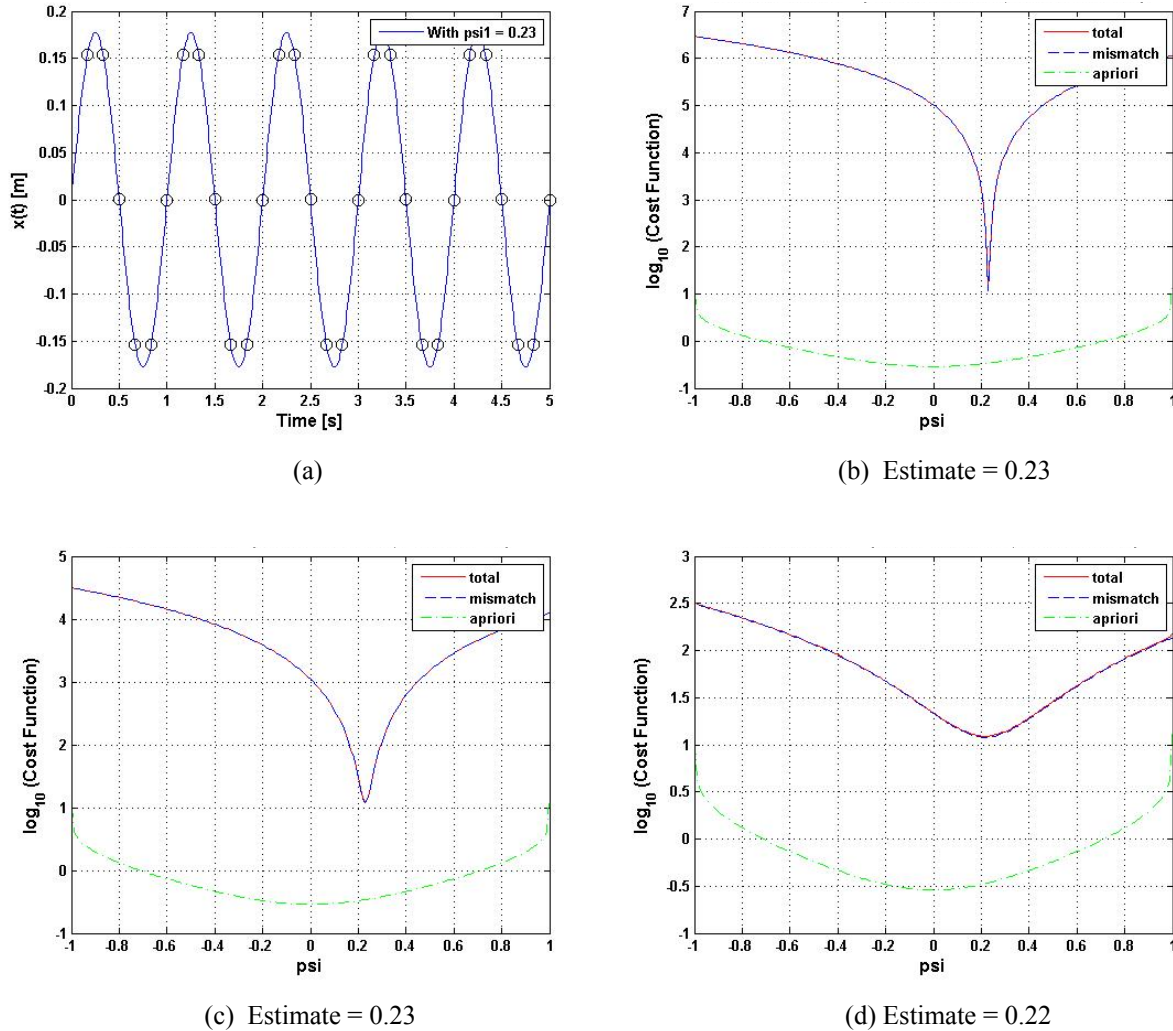 0.2
0.15
0.1
0.05
0
-0.05
-0.1
-0.15
-0.2
x(t) [m]
With psi1 = 0.23
0 0.5 1 1.5 2 2.5 3 3.5 4 4.5 5
Time [s]
(a)
7
6
5
4
3
2
1
0
-1
log10 (Cost Function)
total
mismatch
apriori
-1 -0.8 -0.6 -0.4 -0.2 0 0.2 0.4 0.6 0.8 1
psi
(b) Estimate = 0.23
5
4
3
2
1
0
-1
log10 (Cost Function)
total
mismatch
apriori
-1 -0.8 -0.6 -0.4 -0.2 0 0.2 0.4 0.6 0.8 1
psi
(c) Estimate = 0.23
3
2.5
2
1.5
1
0.5
0
-0.5
-1
log10 (Cost Function)
total
mismatch
apriori
-1 -0.8 -0.6 -0.4 -0.2 0 0.2 0.4 0.6 0.8 1
psi
(d) Estimate = 0.22